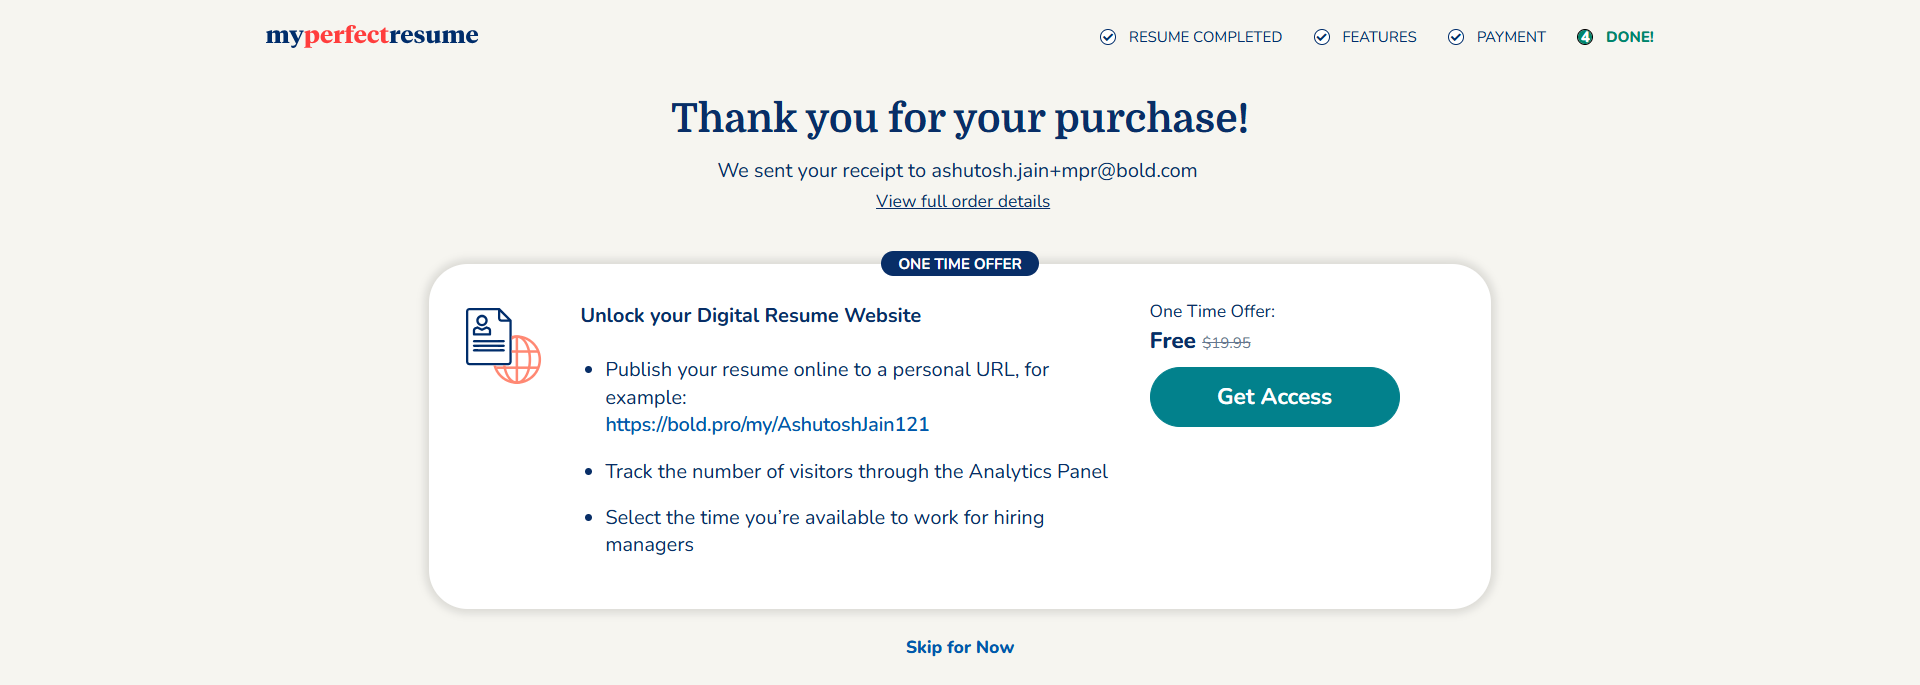 myperfectresume
RESUME COMPLETED
FEATURES
PAYMENT
4 DONE!
Thank you for your purchase!
We sent your receipt to ashutosh.jain+mpr@bold.com
View full order details
ONE TIME OFFER
Unlock your Digital Resume Website
• Publish your resume online to a personal URL, for
example:
https://bold.pro/my/AshutoshJain121
• Track the number of visitors through the Analytics Panel
• Select the time you’re available to work for hiring
managers
One Time Offer:
Free $19.95
Get Access
Skip for Now